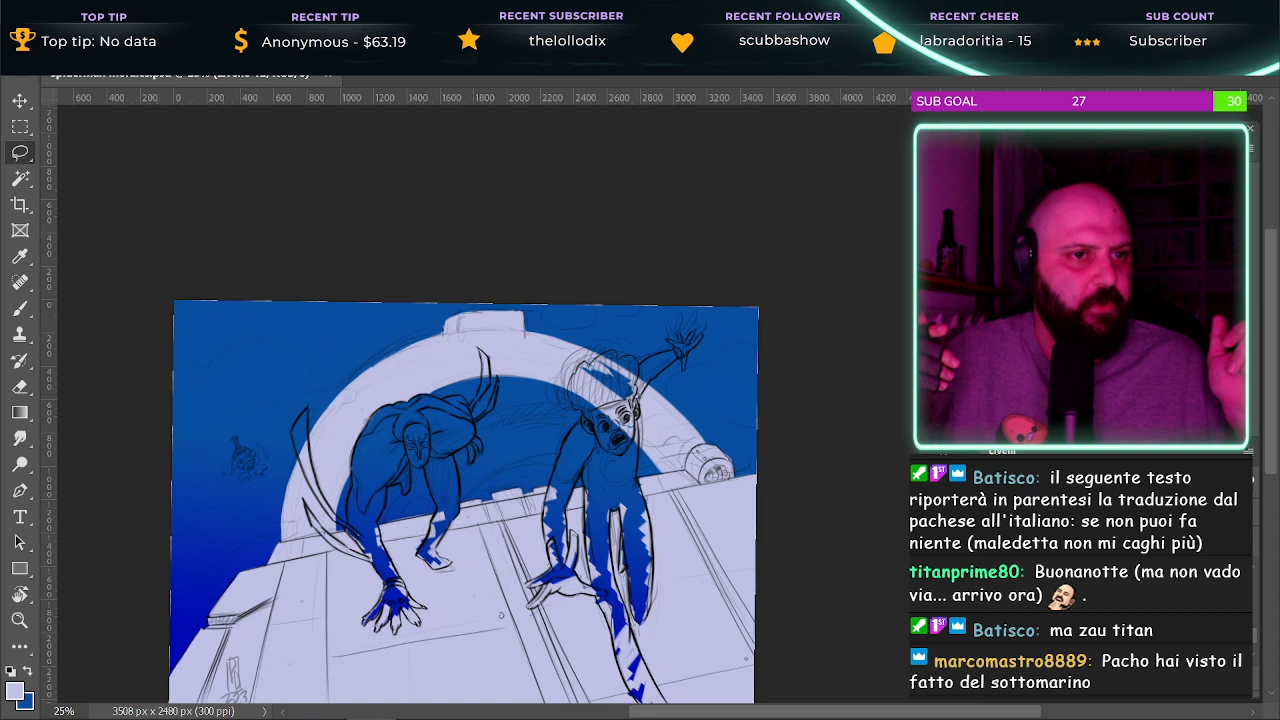 TOP TIP
Top tip: No data
RECENT TIP
Anonymous - $63.19
RECENT SUBSCRIBER
thelollodix
RECENT FOLLOWER
scubbashow
RECENT CHEER
labradoritia - 15
SUB COUNT
Subscriber
600 400 200 0 200 400 600 800 1000 1200 1400 1600 1800 2000 2200 2400 2600 2800 3000 3200 3400 3600 3800 4000 4200
SUB GOAL 27 30
Livelli
Batisco: il seguente testo
riporterà in parentesi la traduzione dal
pachese all'italiano: se non puoi fa
niente (maledetta non mi caghi più)
titanprime80: Buonanotte (ma non vado
via... arrivo ora) .
Batisco: ma zau titan
marcomastro8889: Pacho hai visto il
fatto del sottomarino
25% 3508 px x 2480 px (300 ppi)